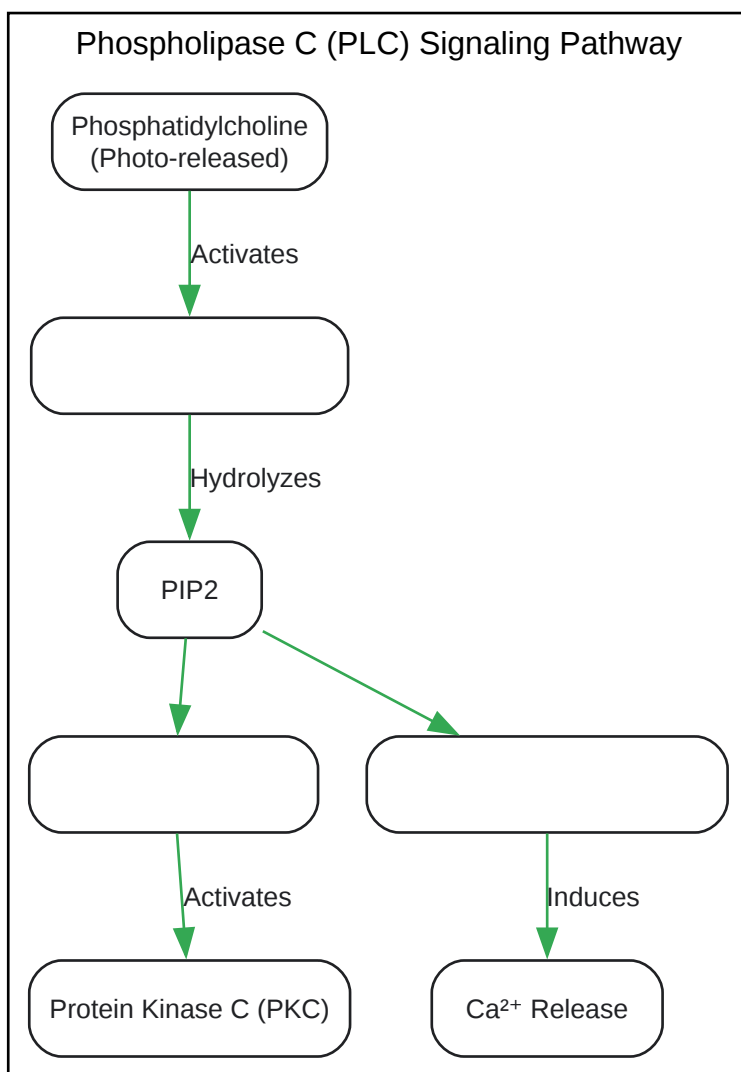 Phospholipase C (PLC) Signaling Pathway
Phosphatidylcholine
(Photo-released)
Activates
Hydrolyzes
PIP2
Activates
Induces
Protein Kinase C (PKC)
Ca²⁺ Release